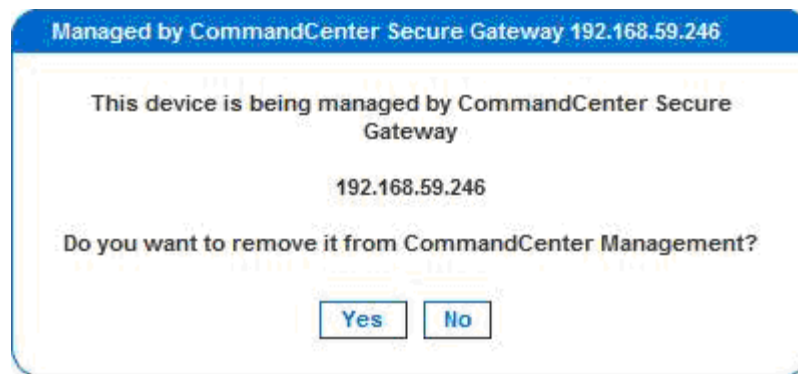 Managed by CommandCenter Secure Gateway 192.168.59.246
This device is being managed by CommandCenter Secure
Gateway
192.168.59.246
Do you want to remove it from CommandCenter Management?
Yes No